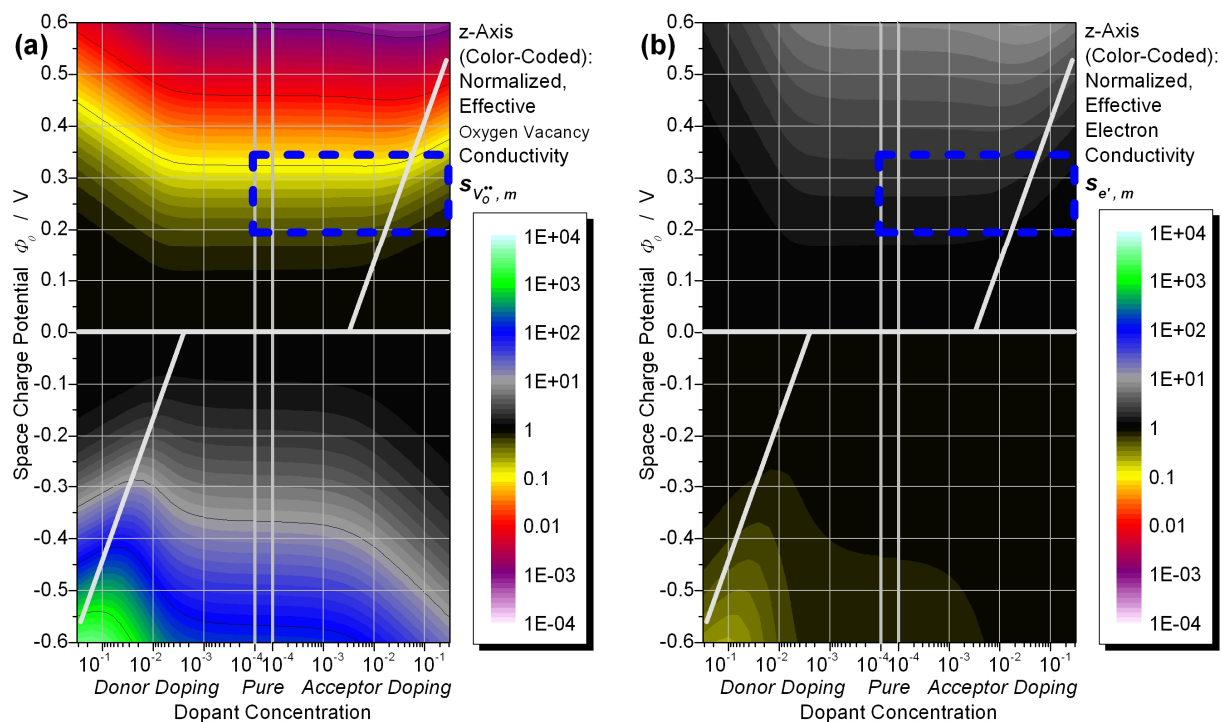 (a)
0.6
0.5
0.4
0.3
0.2
0.1
0.0
-0.1
-0.2
-0.3
-0.4
-0.5
-0.6
Space Charge Potential Φ₀ / V
10⁻¹ 10⁻² 10⁻³ 10⁻⁴ 10⁻⁴ 10⁻³ 10⁻² 10⁻¹
Donor Doping Pure Acceptor Doping
Dopant Concentration
z-Axis
(Color-Coded):
Normalized,
Effective
Oxygen Vacancy
Conductivity
s_{V_O^{••}, m}
1E+04
1E+03
1E+02
1E+01
1
0.1
0.01
1E-03
1E-04
(b)
0.6
0.5
0.4
0.3
0.2
0.1
0.0
-0.1
-0.2
-0.3
-0.4
-0.5
-0.6
Space Charge Potential Φ₀ / V
10⁻¹ 10⁻² 10⁻³ 10⁻⁴ 10⁻⁴ 10⁻³ 10⁻² 10⁻¹
Donor Doping Pure Acceptor Doping
Dopant Concentration
z-Axis
(Color-Coded):
Normalized,
Effective
Electron
Conductivity
s_{e', m}
1E+04
1E+03
1E+02
1E+01
1
0.1
0.01
1E-03
1E-04